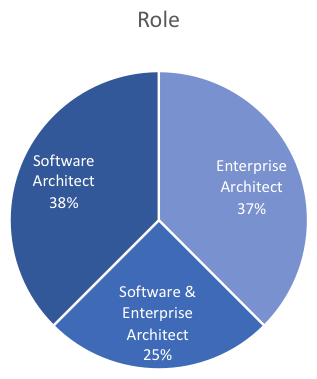 Role
Software
Architect
38%
Enterprise
Architect
37%
Software &
Enterprise
Architect
25%